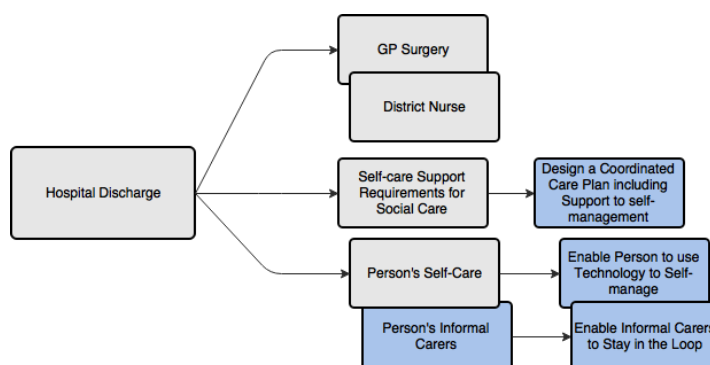 GP Surgery
District Nurse
Hospital Discharge
Self-care Support
Requirements for
Social Care
Design a Coordinated
Care Plan including
Support to self-
management
Person's Self-Care
Enable Person to use
Technology to Self-
manage
Person's Informal
Carers
Enable Informal Carers
to Stay in the Loop